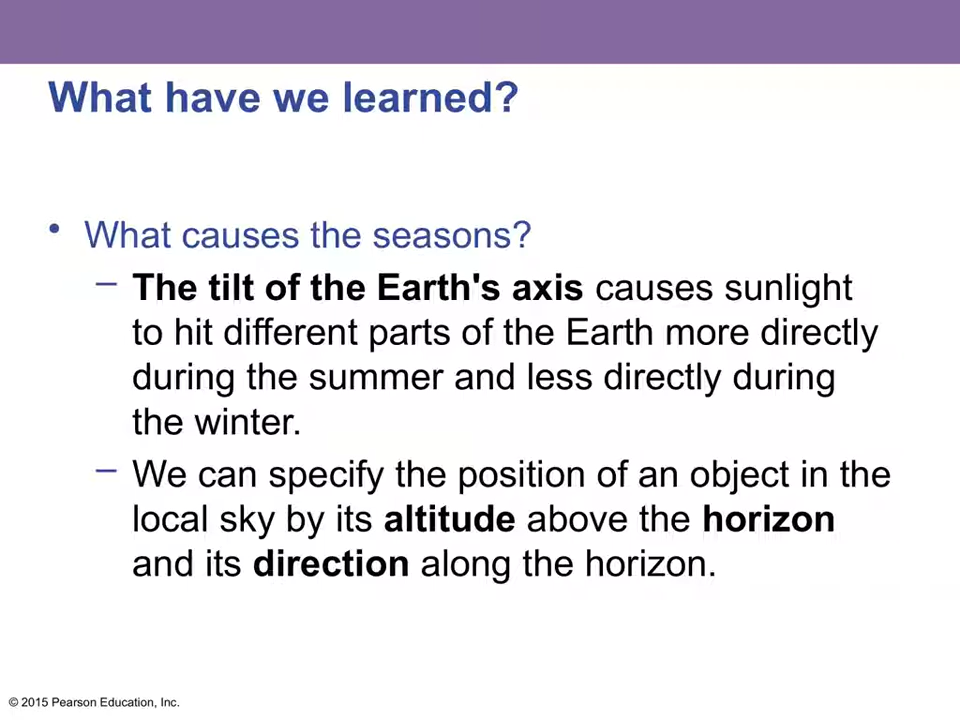 What have we learned?
• What causes the seasons?
– The tilt of the Earth's axis causes sunlight
to hit different parts of the Earth more directly
during the summer and less directly during
the winter.
– We can specify the position of an object in the
local sky by its altitude above the horizon
and its direction along the horizon.
© 2015 Pearson Education, Inc.